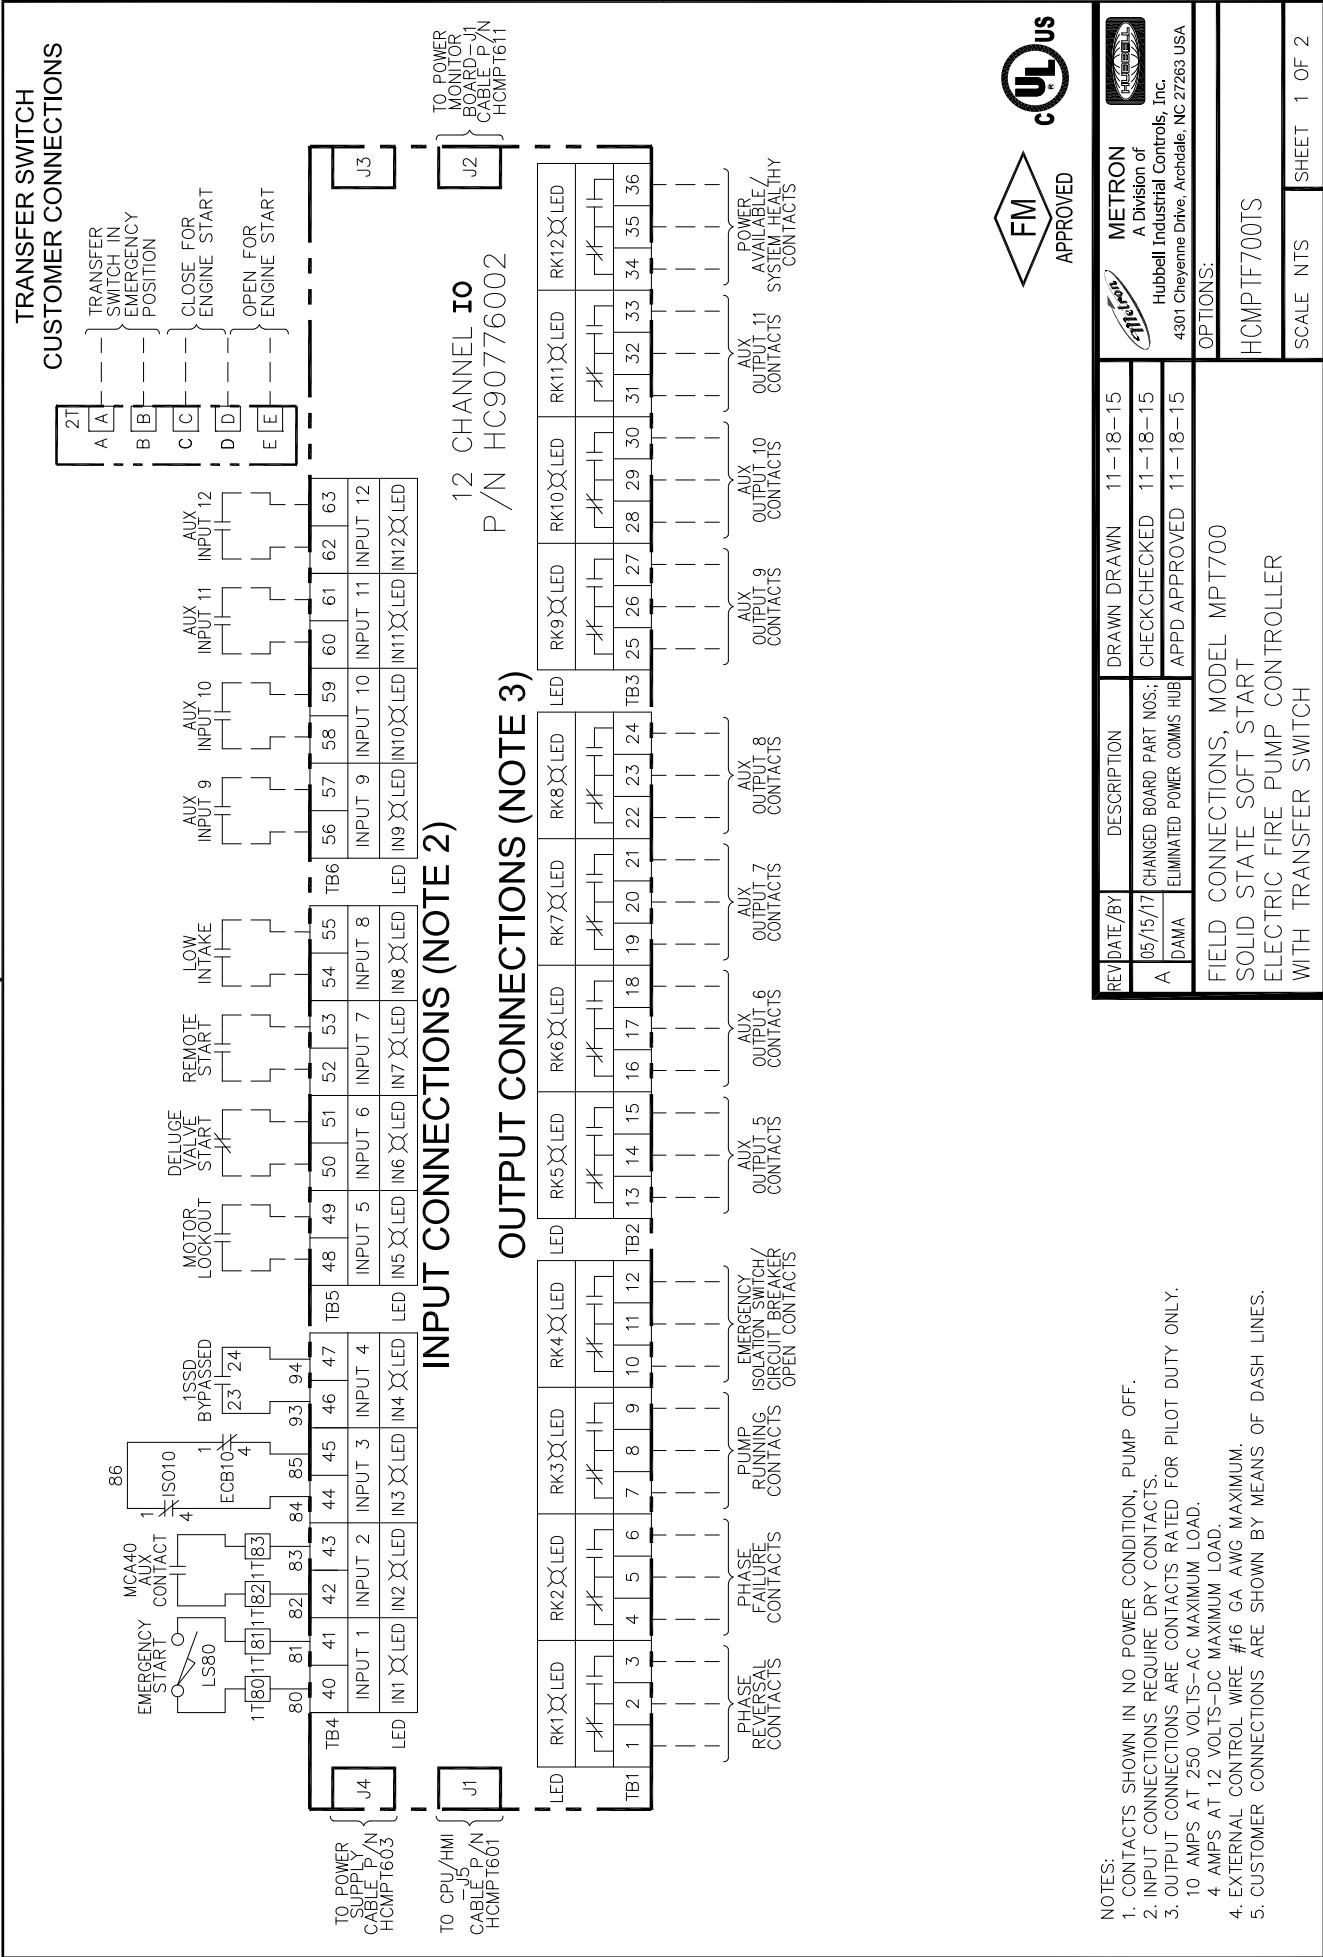 TRANSFER SWITCH
CUSTOMER CONNECTIONS
2T
A A
B B
C C
D D
E E
TRANSFER
SWITCH IN
EMERGENCY
POSITION
CLOSE FOR
ENGINE START
OPEN FOR
ENGINE START
EMERGENCY
START
LS80
1T 80 1T 81
80 81
MCA40
AUX
CONTACT
1T 82 1T 83
82 83
86
1 4
ISO10
1 4
ECB10
84 85
1SSD
BYPASSED
23 24
93 94
MOTOR
LOCKOUT
DELUGE
VALVE
START
REMOTE
START
LOW
INTAKE
AUX
INPUT 9
AUX
INPUT 10
AUX
INPUT 11
AUX
INPUT 12
TB4 40 41 42 43 44 45 46 47
INPUT 1 INPUT 2 INPUT 3 INPUT 4
LED IN1 LED IN2 LED IN3 LED IN4 LED
TB5 48 49 50 51 52 53 54 55
INPUT 5 INPUT 6 INPUT 7 INPUT 8
LED IN5 LED IN6 LED IN7 LED IN8 LED
TB6 56 57 58 59 60 61 62 63
INPUT 9 INPUT 10 INPUT 11 INPUT 12
LED IN9 LED IN10 LED IN11 LED IN12 LED
J4
TO POWER
SUPPLY
CABLE P/N
HCMPT603
J1
TO CPU/HMI
-J5
CABLE P/N
HCMPT601
J3
J2
TO POWER
MONITOR
BOARD-J1
CABLE P/N
HCMPT611
INPUT CONNECTIONS (NOTE 2)
12 CHANNEL IO
P/N HC90776002
OUTPUT CONNECTIONS (NOTE 3)
LED RK1 LED RK2 LED RK3 LED RK4 LED
TB1 1 2 3 4 5 6 7 8 9 10 11 12
LED RK5 LED RK6 LED RK7 LED RK8 LED
TB2 13 14 15 16 17 18 19 20 21 22 23 24
LED RK9 LED RK10 LED RK11 LED RK12 LED
TB3 25 26 27 28 29 30 31 32 33 34 35 36
PHASE
REVERSAL
CONTACTS
PHASE
FAILURE
CONTACTS
PUMP
RUNNING
CONTACTS
EMERGENCY
ISOLATION SWITCH/
CIRCUIT BREAKER
OPEN CONTACTS
AUX
OUTPUT 5
CONTACTS
AUX
OUTPUT 6
CONTACTS
AUX
OUTPUT 7
CONTACTS
AUX
OUTPUT 8
CONTACTS
AUX
OUTPUT 9
CONTACTS
AUX
OUTPUT 10
CONTACTS
AUX
OUTPUT 11
CONTACTS
POWER
AVAILABLE/
SYSTEM HEALTHY
CONTACTS
NOTES:
1. CONTACTS SHOWN IN NO POWER CONDITION, PUMP OFF.
2. INPUT CONNECTIONS REQUIRE DRY CONTACTS.
3. OUTPUT CONNECTIONS ARE CONTACTS RATED FOR PILOT DUTY ONLY.
10 AMPS AT 250 VOLTS-AC MAXIMUM LOAD.
4 AMPS AT 12 VOLTS-DC MAXIMUM LOAD.
4. EXTERNAL CONTROL WIRE #16 GA AWG MAXIMUM.
5. CUSTOMER CONNECTIONS ARE SHOWN BY MEANS OF DASH LINES.
FM
APPROVED
C UL US
®
REV DATE/BY DESCRIPTION
A 05/15/17 CHANGED BOARD PART NOS.;
DAMA ELIMINATED POWER COMMS HUB
DRAWN DRAWN 11-18-15
CHECKCHECKED 11-18-15
APPD APPROVED 11-18-15
Metron
METRON
HUBBELL
A Division of
Hubbell Industrial Controls, Inc.
4301 Cheyenne Drive, Archdale, NC 27263 USA
FIELD CONNECTIONS, MODEL MPT700
SOLID STATE SOFT START
ELECTRIC FIRE PUMP CONTROLLER
WITH TRANSFER SWITCH
OPTIONS:
HCMPTF700TS
SCALE NTS SHEET 1 OF 2